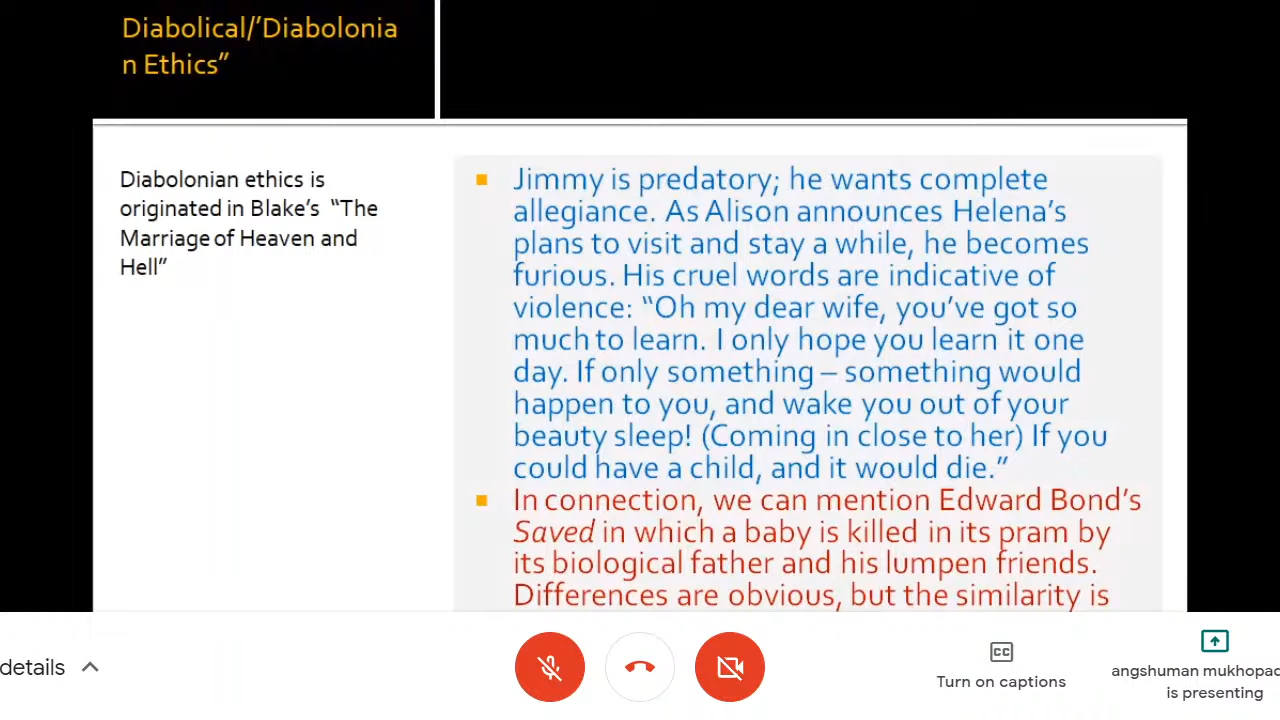 Diabolical/’Diabolonia
n Ethics”
Diabolonian ethics is
originated in Blake’s “The
Marriage of Heaven and
Hell”
Jimmy is predatory; he wants complete
allegiance. As Alison announces Helena’s
plans to visit and stay a while, he becomes
furious. His cruel words are indicative of
violence: “Oh my dear wife, you’ve got so
much to learn. I only hope you learn it one
day. If only something – something would
happen to you, and wake you out of your
beauty sleep! (Coming in close to her) If you
could have a child, and it would die.”
In connection, we can mention Edward Bond’s
Saved in which a baby is killed in its pram by
its biological father and his lumpen friends.
Differences are obvious, but the similarity is
details
Turn on captions
angshuman mukhopad
is presenting